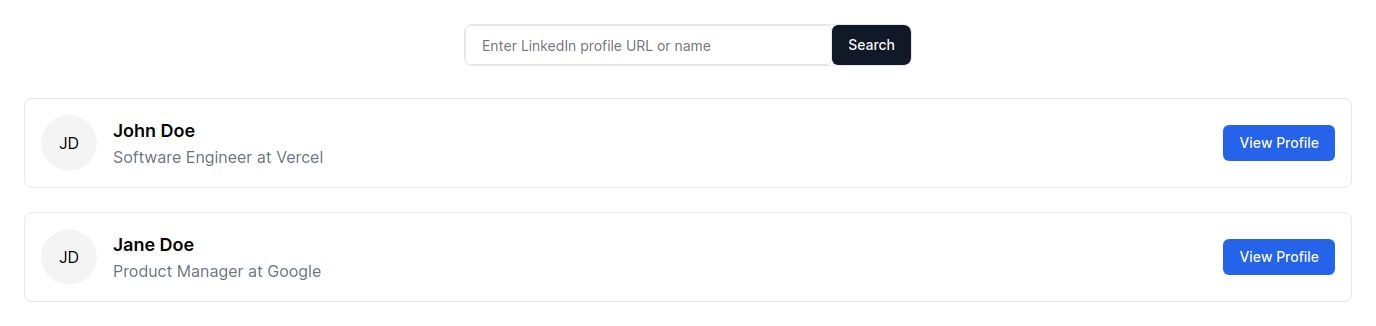 Enter LinkedIn profile URL or name
Search
JD
John Doe
Software Engineer at Vercel
View Profile
JD
Jane Doe
Product Manager at Google
View Profile